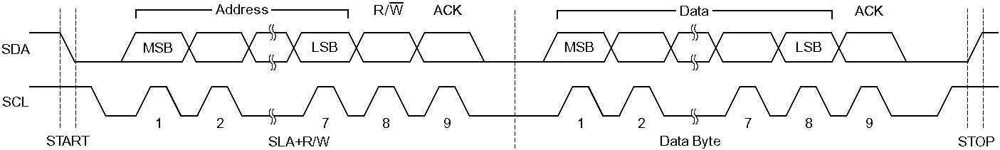 Address R/W̅ ACK Data ACK
SDA MSB LSB MSB LSB
SCL
1 2 7 8 9 1 2 7 8 9
START SLA+R/W Data Byte STOP